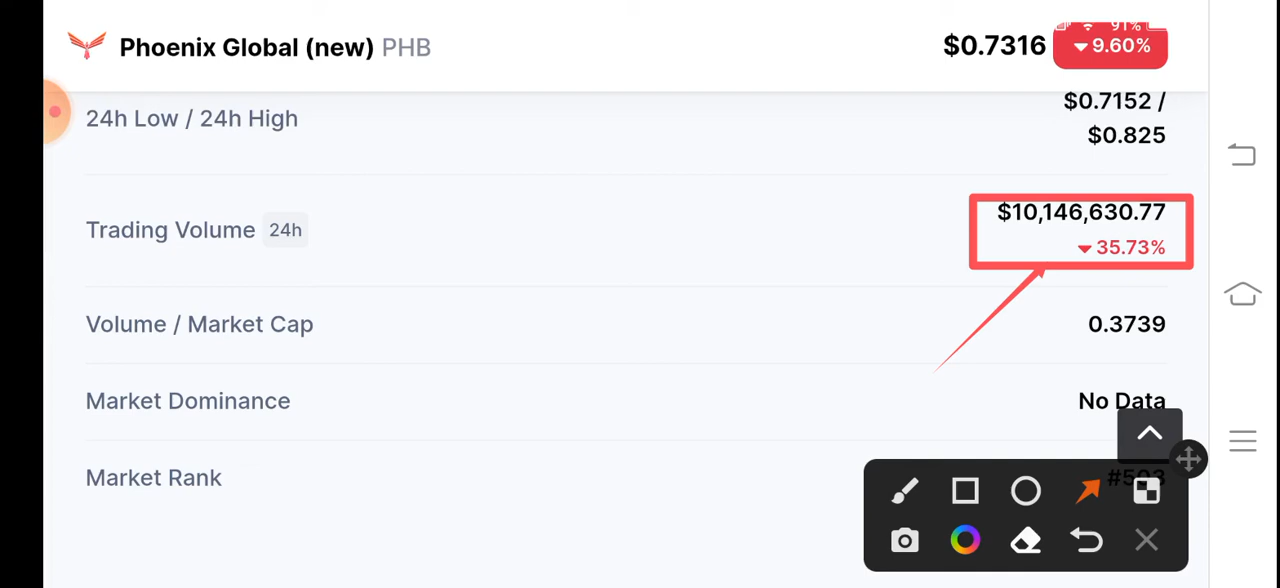 91%
Phoenix Global (new) PHB
$0.7316
9.60%
24h Low / 24h High
$0.7152 /
$0.825
Trading Volume 24h
$10,146,630.77
35.73%
Volume / Market Cap
0.3739
Market Dominance
No Data
Market Rank